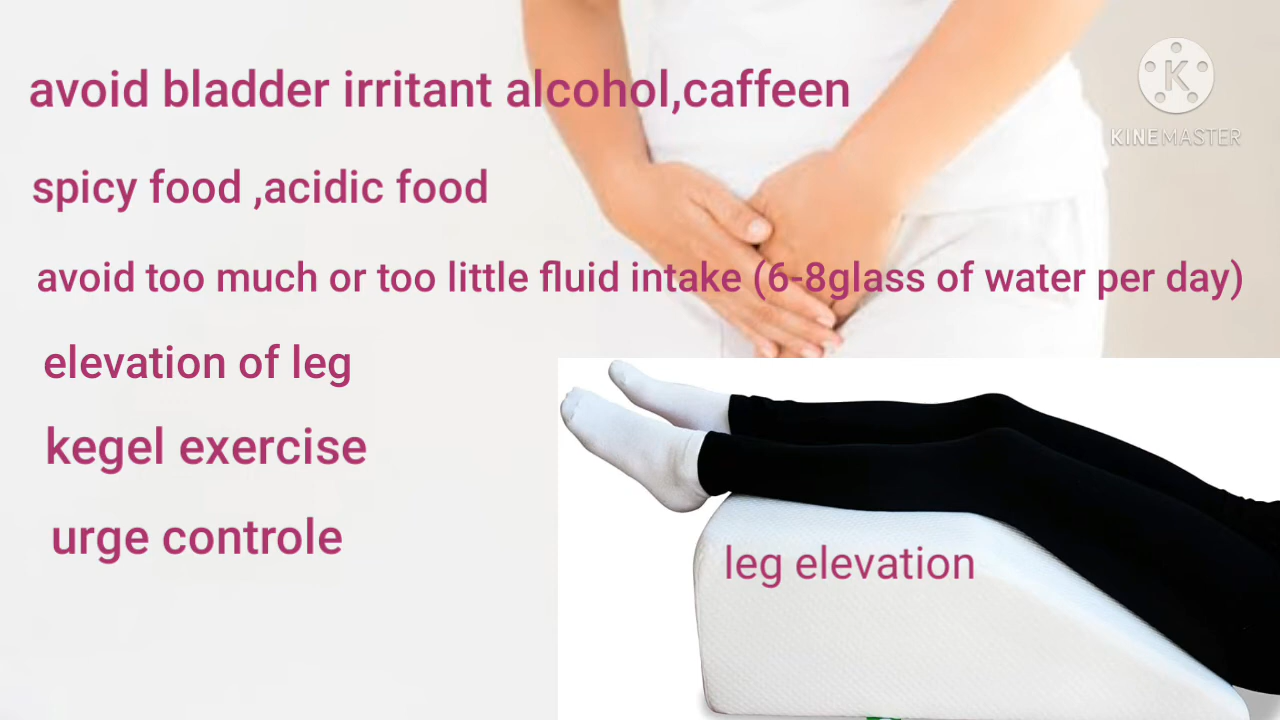 avoid bladder irritant alcohol,caffeen
K
KINEMASTER
spicy food ,acidic food
avoid too much or too little fluid intake (6-8glass of water per day)
elevation of leg
kegel exercise
urge controle
leg elevation